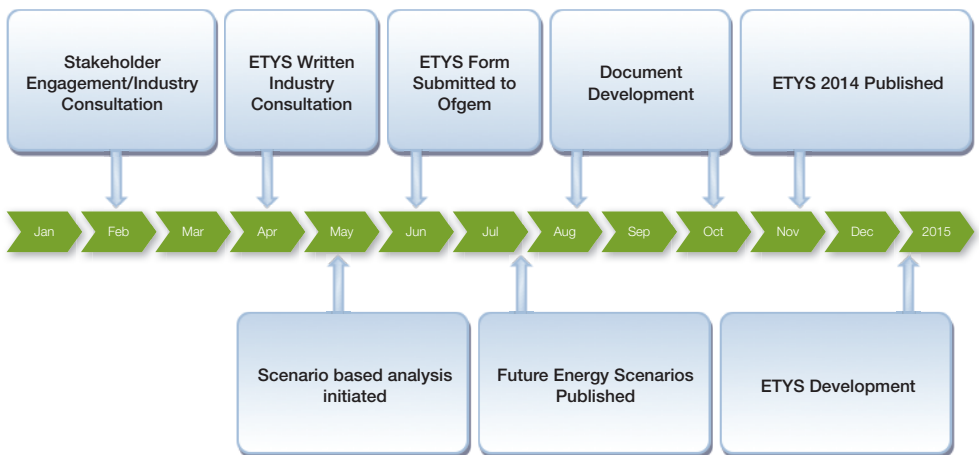 Stakeholder
Engagement/Industry
Consultation
ETYS Written
Industry
Consultation
ETYS Form
Submitted to
Ofgem
Document
Development
ETYS 2014 Published
Jan
Feb
Mar
Apr
May
Jun
Jul
Aug
Sep
Oct
Nov
Dec
2015
Scenario based analysis
initiated
Future Energy Scenarios
Published
ETYS Development